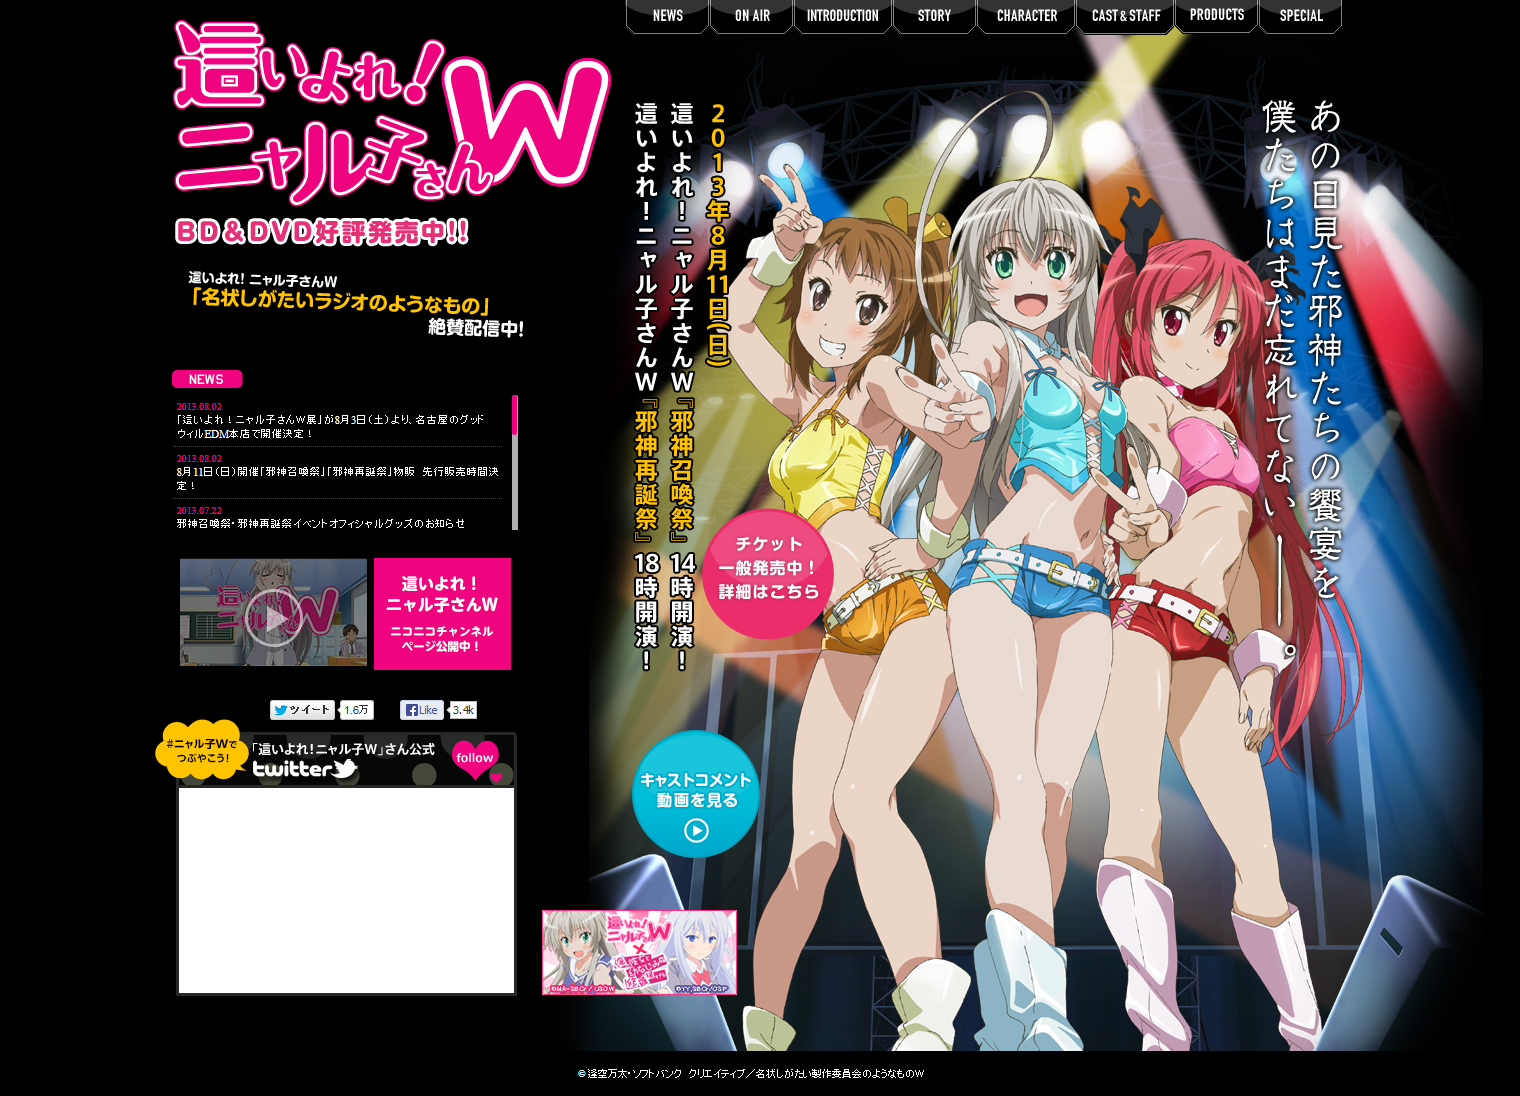 NEWS
ON AIR
INTRODUCTION
STORY
CHARACTER
CAST & STAFF
PRODUCTS
SPECIAL
這いよれ!
ニャル子さんW
BD&DVD好評発売中!!
這いよれ! ニャル子さんW
「名状しがたいラジオのようなもの」
絶賛配信中!
NEWS
2013.08.02
「這いよれ！ニャル子さんW展」が8月3日（土）より、名古屋のグッド
ウィルEDM本店で開催決定！
2013.08.02
8月11日（日）開催「邪神召喚祭」「邪神再誕祭」物販　先行販売時間決
定！
2013.07.22
邪神召喚祭・邪神再誕祭イベントオフィシャルグッズのお知らせ
這いよれ!
ニャル子さんW
這いよれ！
ニャル子さんW
ニコニコチャンネル
ページ公開中！
ツイート
1.6万
Like
3.4k
#ニャル子Wで
つぶやこう!
「這いよれ!ニャル子W」さん公式
twitter
follow
2013年8月11日(日)
這いよれ！ニャル子さんW『邪神召喚祭』14時開演！
這いよれ！ニャル子さんW『邪神再誕祭』18時開演！
チケット
一般発売中！
詳細はこちら
キャストコメント
動画を見る
あの日見た邪神たちの饗宴を
僕たちはまだ忘れてない――。
這いよれ!
ニャル子さんW
×
©逢空万太・ソフトバンク　クリエイティブ／名状しがたい製作委員会のようなものW